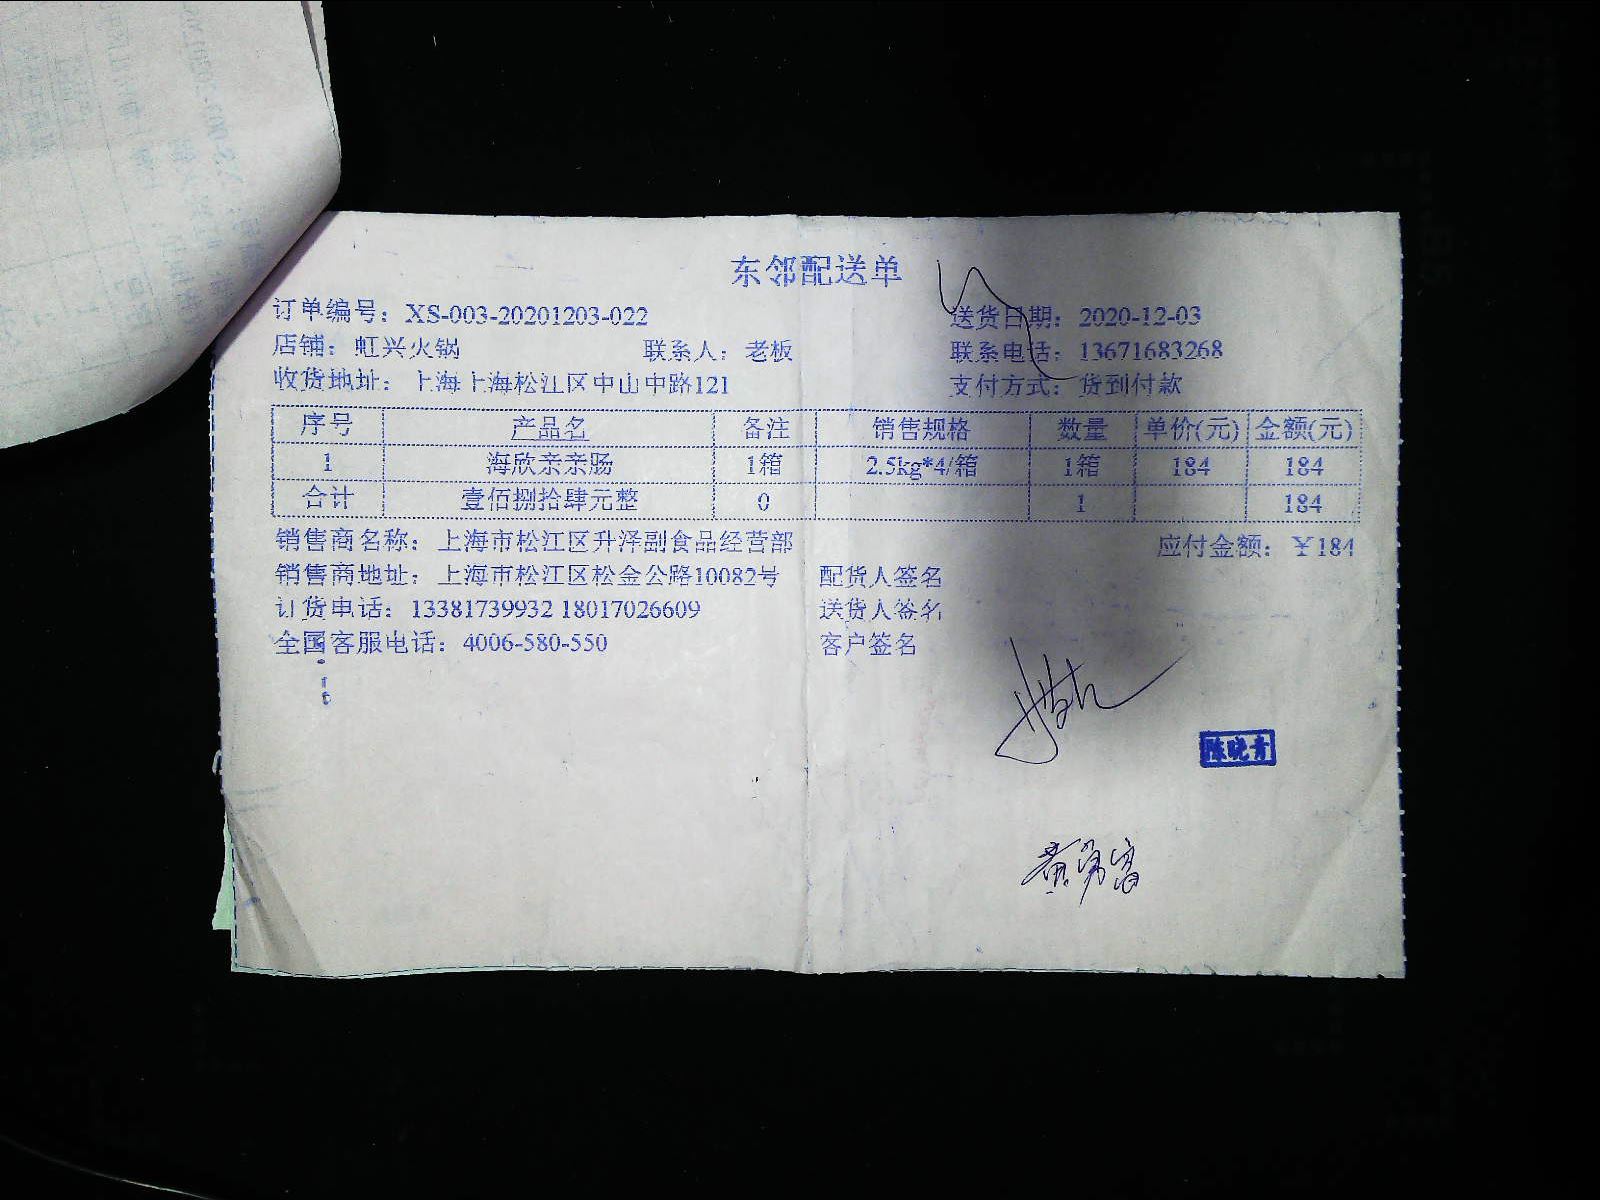 东邻配送单
订单编号：XS-003-20201203-022 送货日期：2020-12-03
店铺：虹兴火锅 联系人：老板 联系电话：13671683268
收货地址：上海上海松江区中山中路121 支付方式：货到付款
序号 产品名 备注 销售规格 数量 单价(元) 金额(元)
1 海欣亲亲肠 1箱 2.5kg*4/箱 1箱 184 184
合计 壹佰捌拾肆元整 0 1 184
销售商名称：上海市松江区升泽副食品经营部 应付金额：￥184
销售商地址：上海市松江区松金公路10082号 配货人签名
订货电话：13381739932 18017026609 送货人签名
全国客服电话：4006-580-550 客户签名
陈晓青